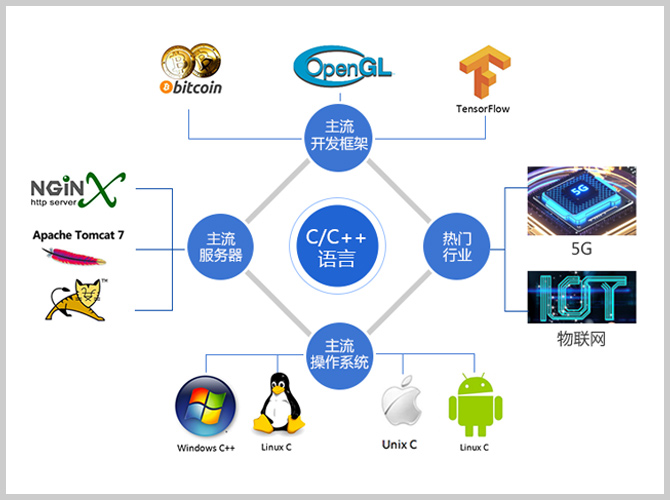 bitcoin
OpenGL
TensorFlow
主流
开发框架
NGiNX
http server
Apache Tomcat 7
TM
主流
服务器
C/C++
语言
热门
行业
5G
5G
IOT
物联网
主流
操作系统
Windows C++
Linux C
Unix C
Linux C